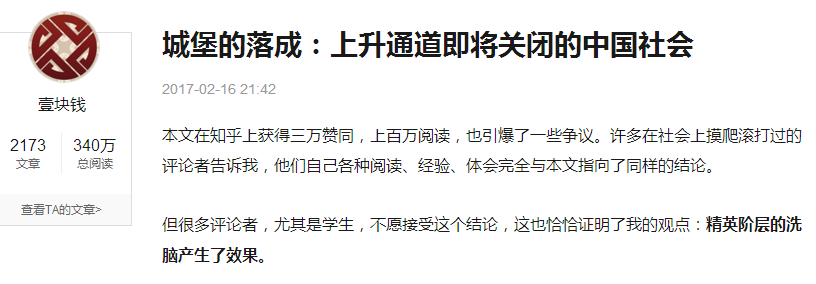 城堡的落成：上升通道即将关闭的中国社会
2017-02-16 21:42
壹块钱
2173
340万
文章
总阅读
查看TA的文章>
本文在知乎上获得三万赞同，上百万阅读，也引爆了一些争议。许多在社会上摸爬滚打过的
评论者告诉我，他们自己各种阅读、经验、体会完全与本文指向了同样的结论。
但很多评论者，尤其是学生，不愿接受这个结论，这也恰恰证明了我的观点：精英阶层的洗
脑产生了效果。